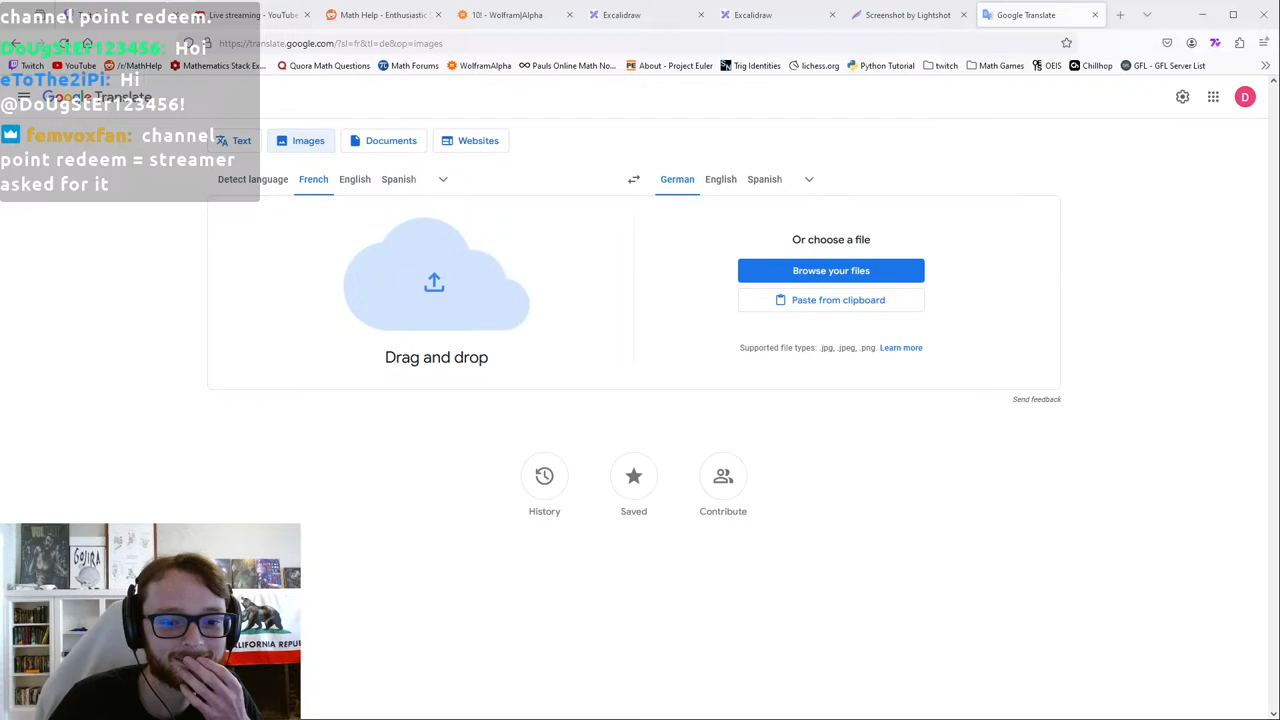 channel point redeem.
DoUgStEr123456: Hoi
eToThe2iPi: Hi
@DoUgStEr123456!
femvoxfan: channel
point redeem = streamer
asked for it
Live streaming - YouTube
Math Help - Enthusiastic
10! - Wolfram|Alpha
Excalidraw
Excalidraw
Screenshots by Lightshot
Google Translate
https://translate.google.com/?sl=fr&tl=de&op=images
Twitch
YouTube
/r/MathHelp
Mathematics Stack Ex...
Quora Math Questions
Math Forums
WolframAlpha
Pauls Online Math No...
About - Project Euler
Trig Identities
lichess.org
Python Tutorial
twitch
Math Games
OEIS
Chillhop
GFL - GFL Server List
Google Translate
D
Text
Images
Documents
Websites
Detect language
French
English
Spanish
German
English
Spanish
Drag and drop
Or choose a file
Browse your files
Paste from clipboard
Supported file types: .jpg, .jpeg, .png. Learn more
Send feedback
History
Saved
Contribute
GOJIRA
CALIFORNIA REPU